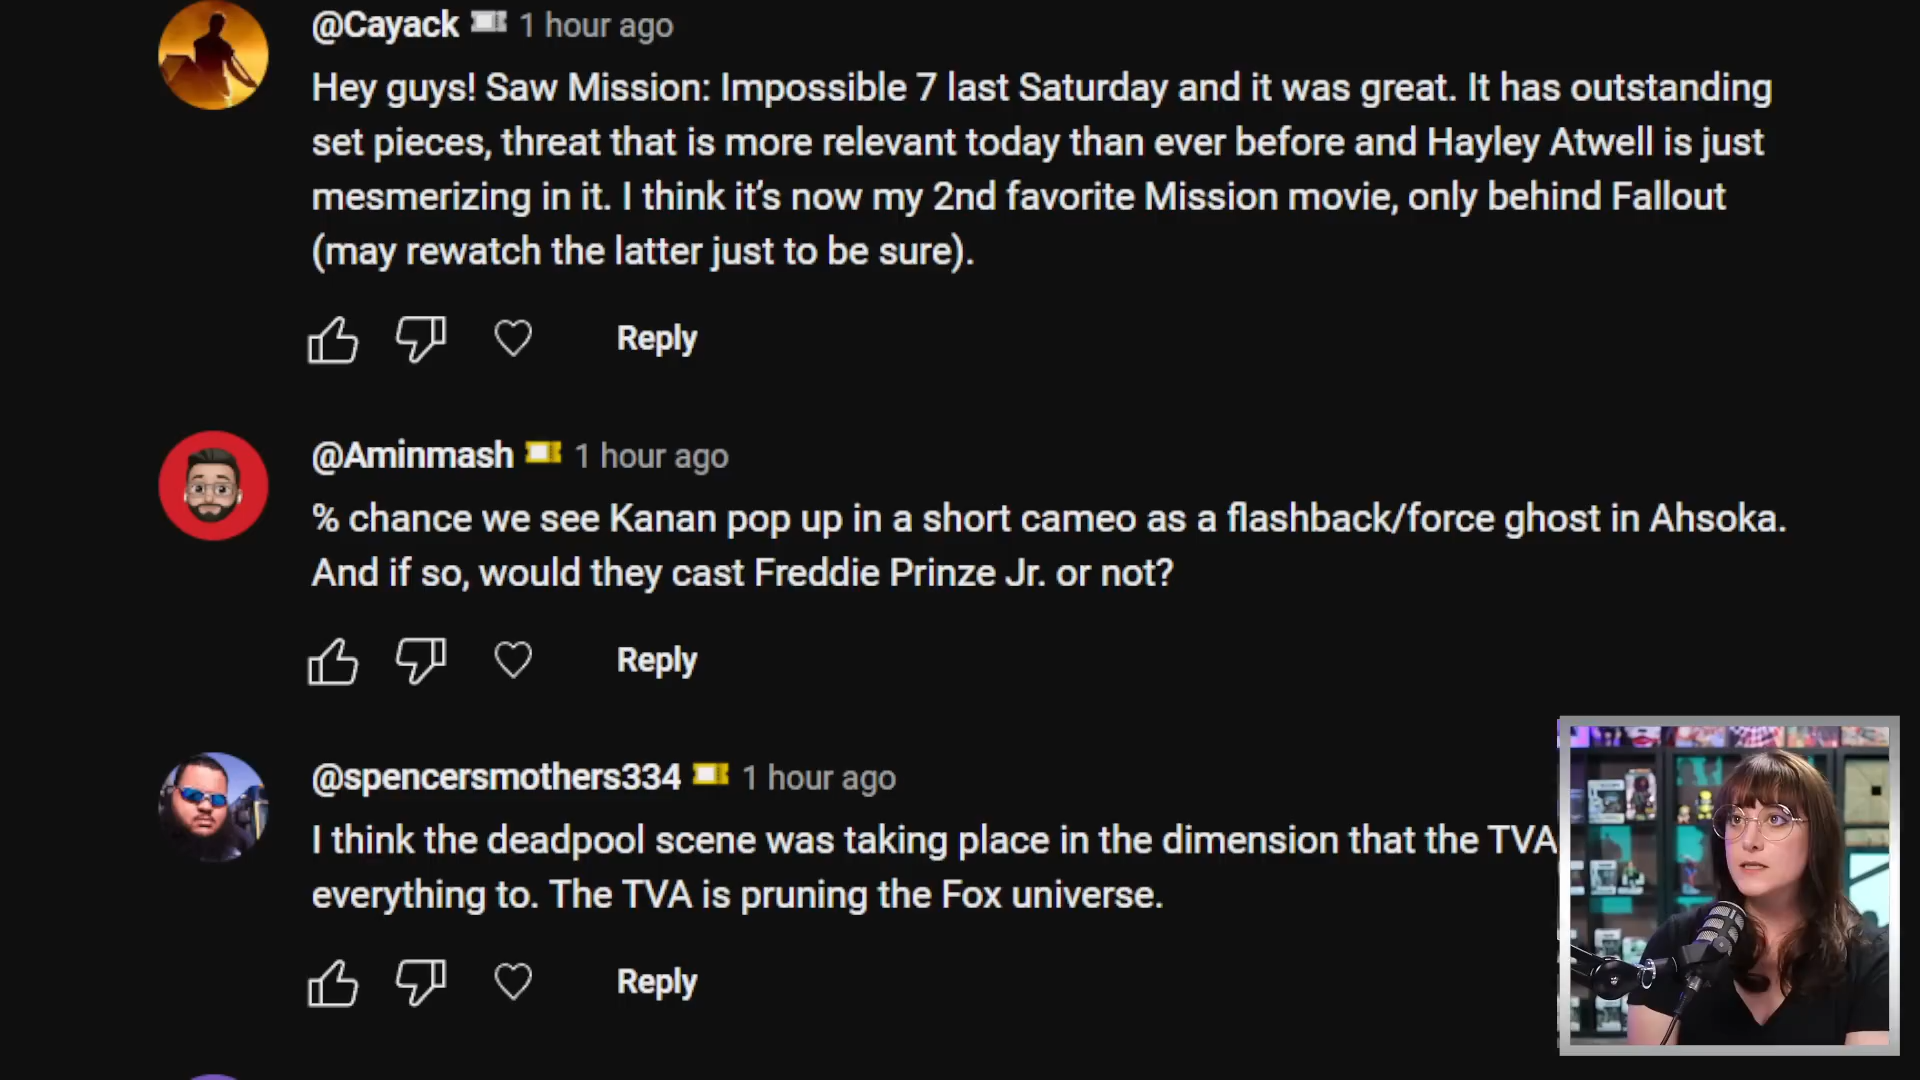 @Cayack 1 hour ago
Hey guys! Saw Mission: Impossible 7 last Saturday and it was great. It has outstanding
set pieces, threat that is more relevant today than ever before and Hayley Atwell is just
mesmerizing in it. I think it's now my 2nd favorite Mission movie, only behind Fallout
(may rewatch the latter just to be sure).
Reply
@Aminmash 1 hour ago
% chance we see Kanan pop up in a short cameo as a flashback/force ghost in Ahsoka.
And if so, would they cast Freddie Prinze Jr. or not?
Reply
@spencersmothers334 1 hour ago
I think the deadpool scene was taking place in the dimension that the TVA
everything to. The TVA is pruning the Fox universe.
Reply